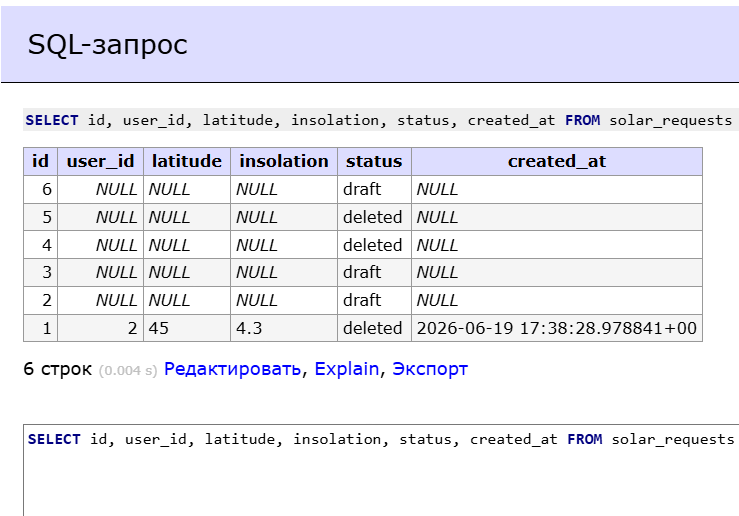 SQL-запрос
SELECT id, user_id, latitude, insolation, status, created_at FROM solar_requests
id user_id latitude insolation status created_at
6 NULL NULL NULL draft NULL
5 NULL NULL NULL deleted NULL
4 NULL NULL NULL deleted NULL
3 NULL NULL NULL draft NULL
2 NULL NULL NULL draft NULL
1 2 45 4.3 deleted 2026-06-19 17:38:28.978841+00
6 строк (0.004 s) Редактировать, Explain, Экспорт
SELECT id, user_id, latitude, insolation, status, created_at FROM solar_requests